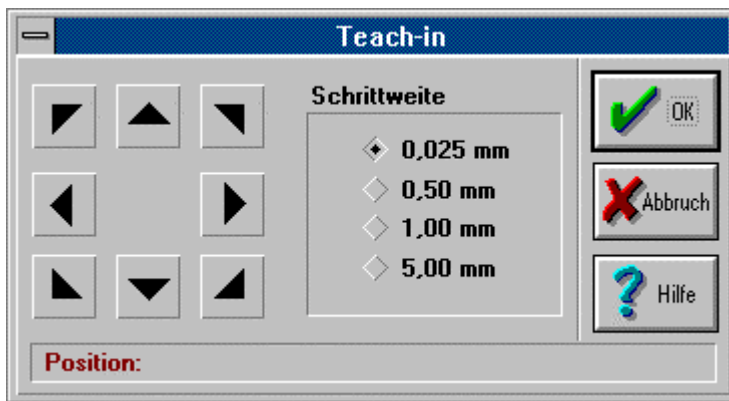 Teach-in
Schrittweite
0,025 mm
0,50 mm
1,00 mm
5,00 mm
OK
Abbruch
Hilfe
Position: